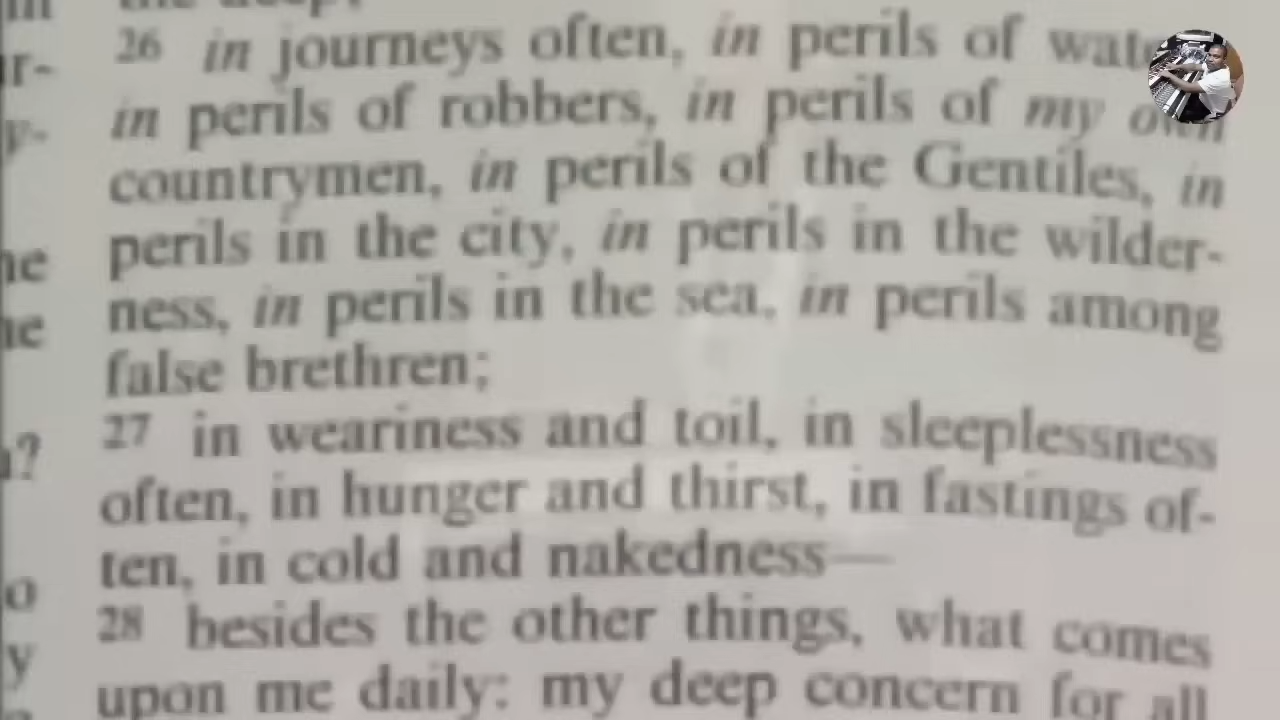 the deep;
26 in journeys often, in perils of
in perils of robbers, in perils of my own
countrymen, in perils of the Gentiles, in
perils in the city, in perils in the wilder-
ness, in perils in the sea, in perils among
false brethren;
27 in weariness and toil, in sleeplessness
often, in hunger and thirst, in fastings of-
ten, in cold and nakedness—
28 besides the other things, what comes
upon me daily: my deep concern for all